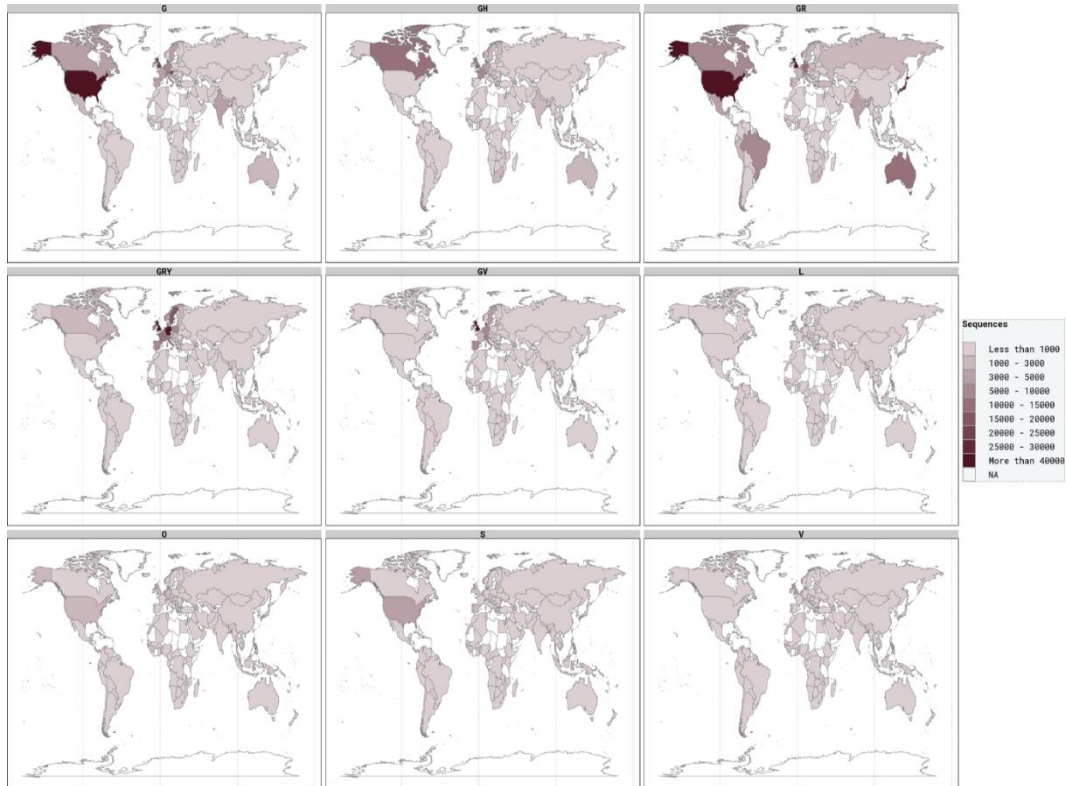 G
GH
GR
GRY
GV
L
O
S
V
Sequences
Less than 1000
1000 - 3000
3000 - 5000
5000 - 10000
10000 - 15000
15000 - 20000
20000 - 25000
25000 - 30000
More than 40000
NA